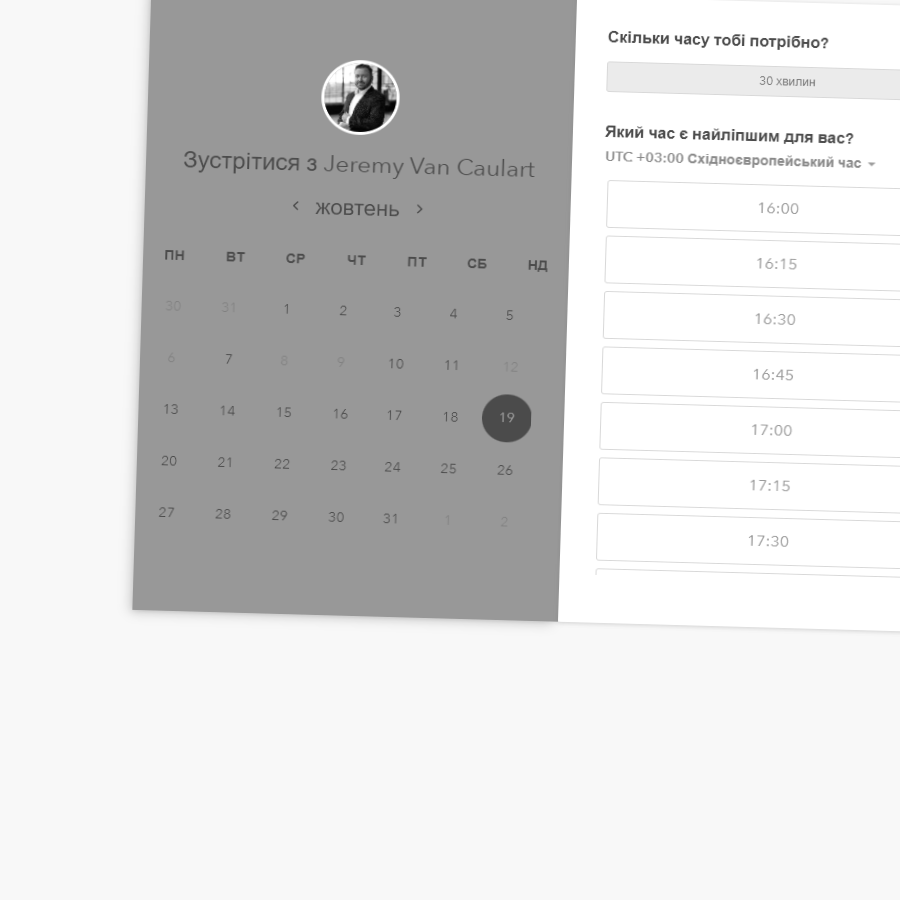 Зустрітися з Jeremy Van Caulart
‹ жовтень ›
ПН ВТ СР ЧТ ПТ СБ НД
30 31 1 2 3 4 5
6 7 8 9 10 11 12
13 14 15 16 17 18 19
20 21 22 23 24 25 26
27 28 29 30 31 1 2
Скільки часу тобі потрібно?
30 хвилин
Який час є найліпшим для вас?
UTC +03:00 Східноєвропейський час
16:00
16:15
16:30
16:45
17:00
17:15
17:30